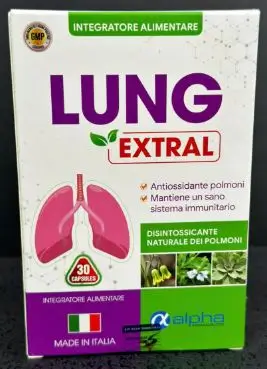 INTEGRATORE ALIMENTARE
GMP
LUNG
EXTRAL
• Antiossidante polmoni
• Mantiene un sano
sistema immunitario
DISINTOSSICANTE
NATURALE DEI POLMONI
30
CAPSULES
INTEGRATORE ALIMENTARE
MADE IN ITALIA
alpha